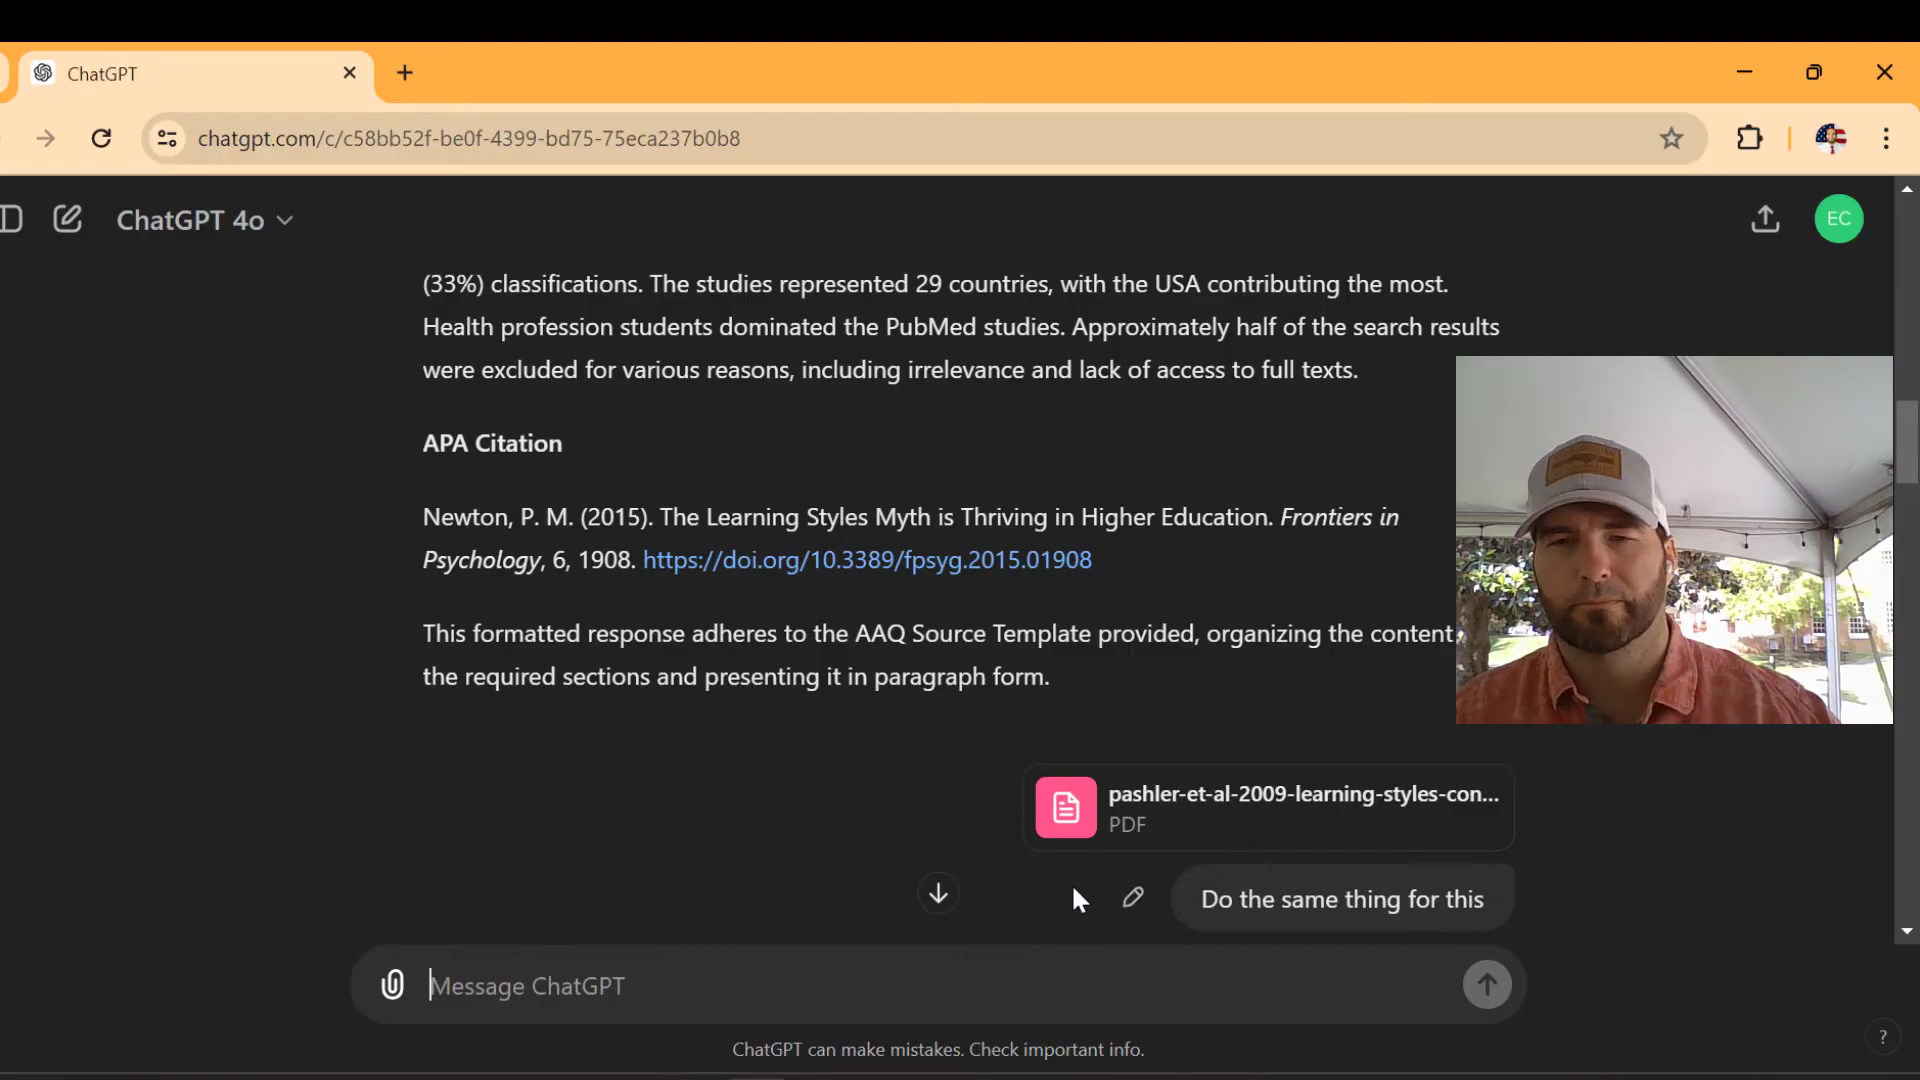 ChatGPT
chatgpt.com/c/c58bb52f-be0f-4399-bd75-75eca237b0b8
ChatGPT 4o
EC
(33%) classifications. The studies represented 29 countries, with the USA contributing the most.
Health profession students dominated the PubMed studies. Approximately half of the search results
were excluded for various reasons, including irrelevance and lack of access to full texts.
APA Citation
Newton, P. M. (2015). The Learning Styles Myth is Thriving in Higher Education. Frontiers in
Psychology, 6, 1908. https://doi.org/10.3389/fpsyg.2015.01908
This formatted response adheres to the AAQ Source Template provided, organizing the content
the required sections and presenting it in paragraph form.
pashler-et-al-2009-learning-styles-con...
PDF
Do the same thing for this
Message ChatGPT
ChatGPT can make mistakes. Check important info.
?